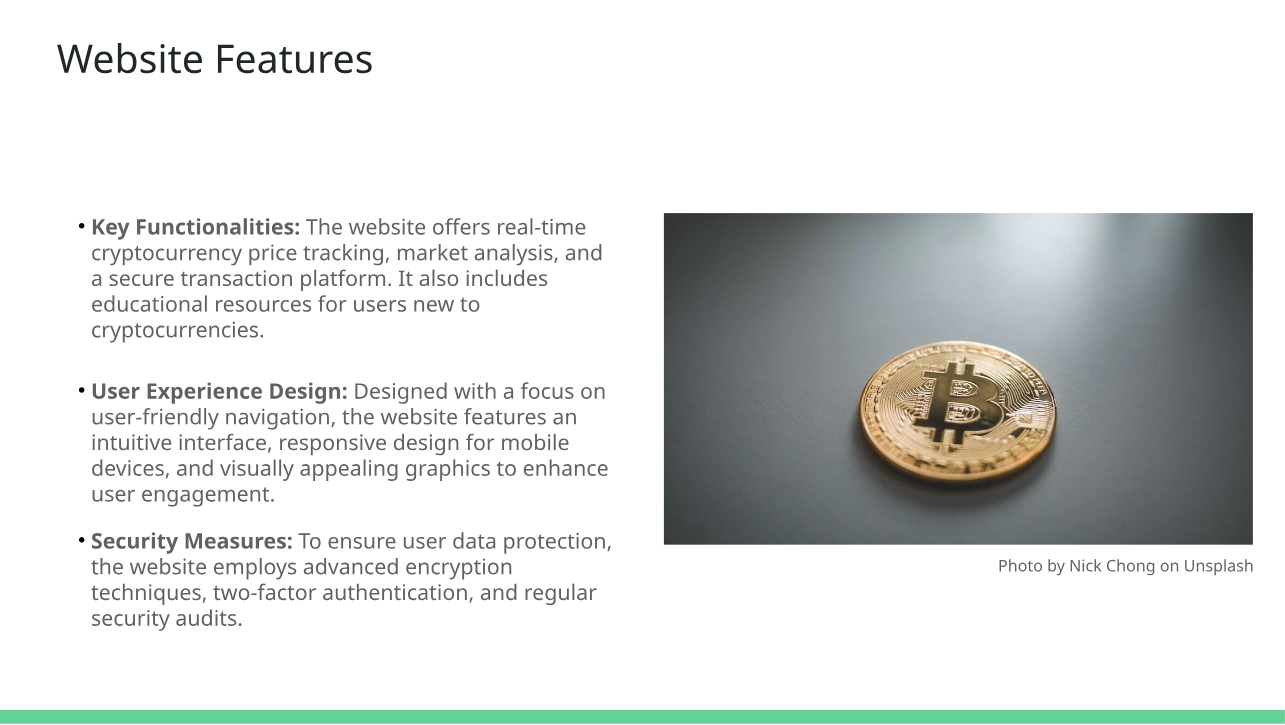 Website Features
• Key Functionalities: The website offers real-time
cryptocurrency price tracking, market analysis, and
a secure transaction platform. It also includes
educational resources for users new to
cryptocurrencies.
• User Experience Design: Designed with a focus on
user-friendly navigation, the website features an
intuitive interface, responsive design for mobile
devices, and visually appealing graphics to enhance
user engagement.
• Security Measures: To ensure user data protection,
the website employs advanced encryption
techniques, two-factor authentication, and regular
security audits.
Photo by Nick Chong on Unsplash